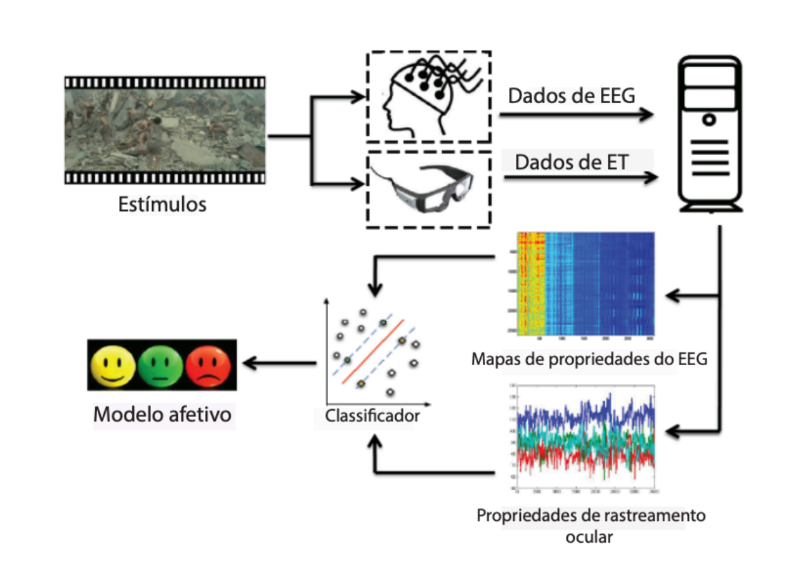 Dados de EEG
Dados de ET
Estímulos
Mapas de propriedades do EEG
Modelo afetivo
Classificador
Propriedades de rastreamento
ocular